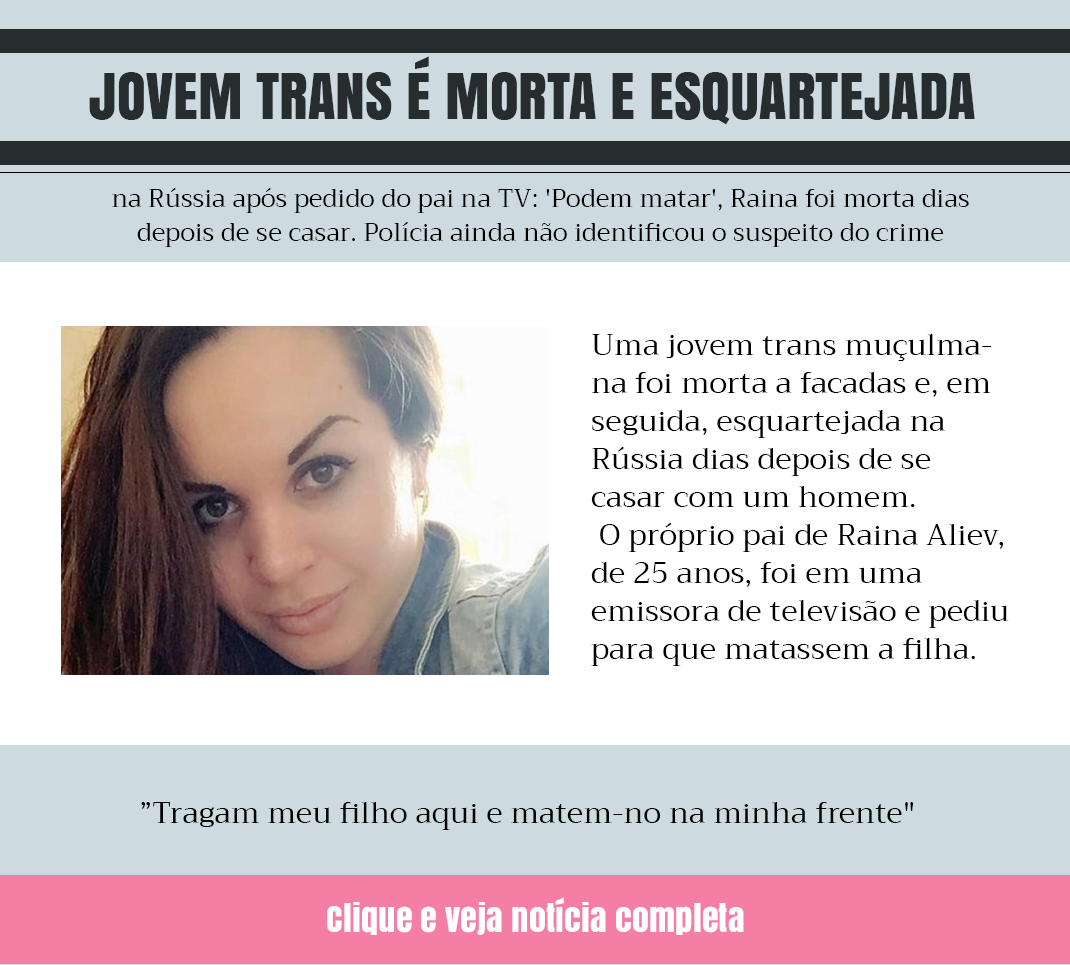 JOVEM TRANS É MORTA E ESQUARTEJADA
na Rússia após pedido do pai na TV: 'Podem matar', Raina foi morta dias
depois de se casar. Polícia ainda não identificou o suspeito do crime
Uma jovem trans muçulma-
na foi morta a facadas e, em
seguida, esquartejada na
Rússia dias depois de se
casar com um homem.
O próprio pai de Raina Aliev,
de 25 anos, foi em uma
emissora de televisão e pediu
para que matassem a filha.
”Tragam meu filho aqui e matem-no na minha frente"
clique e veja notícia completa